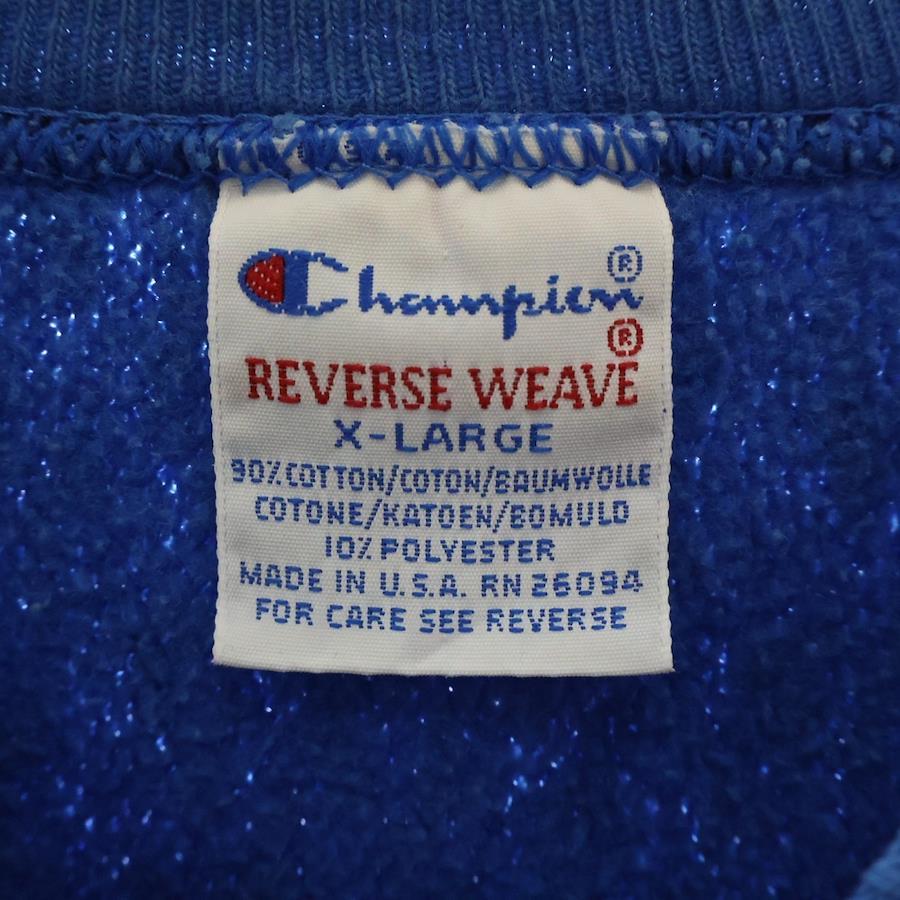 Champion®
REVERSE WEAVE®
X-LARGE
90% COTTON/COTON/BAUMWOLLE
COTONE/KATOEN/BOMULD
10% POLYESTER
MADE IN U.S.A. RN 26094
FOR CARE SEE REVERSE